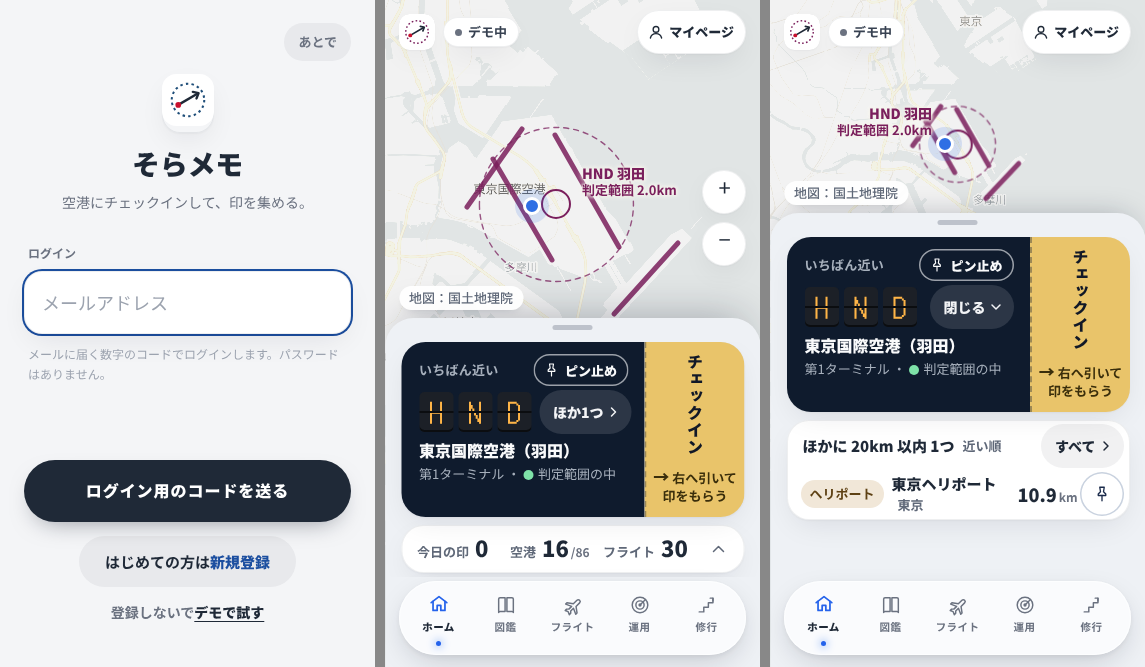 あとで
そらメモ
空港にチェックインして、印を集める。
ログイン
メールアドレス
メールに届く数字のコードでログインします。パスワード
はありません。
ログイン用のコードを送る
はじめての方は新規登録
登録しないでデモで試す
デモ中
マイページ
HND 羽田
判定範囲 2.0km
東京国際空港
多摩川
+
−
地図：国土地理院
いちばん近い
ピン止め
HND
ほか1つ
東京国際空港（羽田）
第1ターミナル ・ 判定範囲の中
チェックイン
→ 右へ引いて
印をもらう
今日の印 0 空港 16/86 フライト 30
ホーム 図鑑 フライト 運用 修行
東京
デモ中
マイページ
HND 羽田
判定範囲 2.0km
地図：国土地理院
多摩川
いちばん近い
ピン止め
HND
閉じる
東京国際空港（羽田）
第1ターミナル ・ 判定範囲の中
チェックイン
→ 右へ引いて
印をもらう
ほかに 20km 以内 1つ 近い順
すべて
ヘリポート
東京ヘリポート
東京
10.9km
ホーム 図鑑 フライト 運用 修行